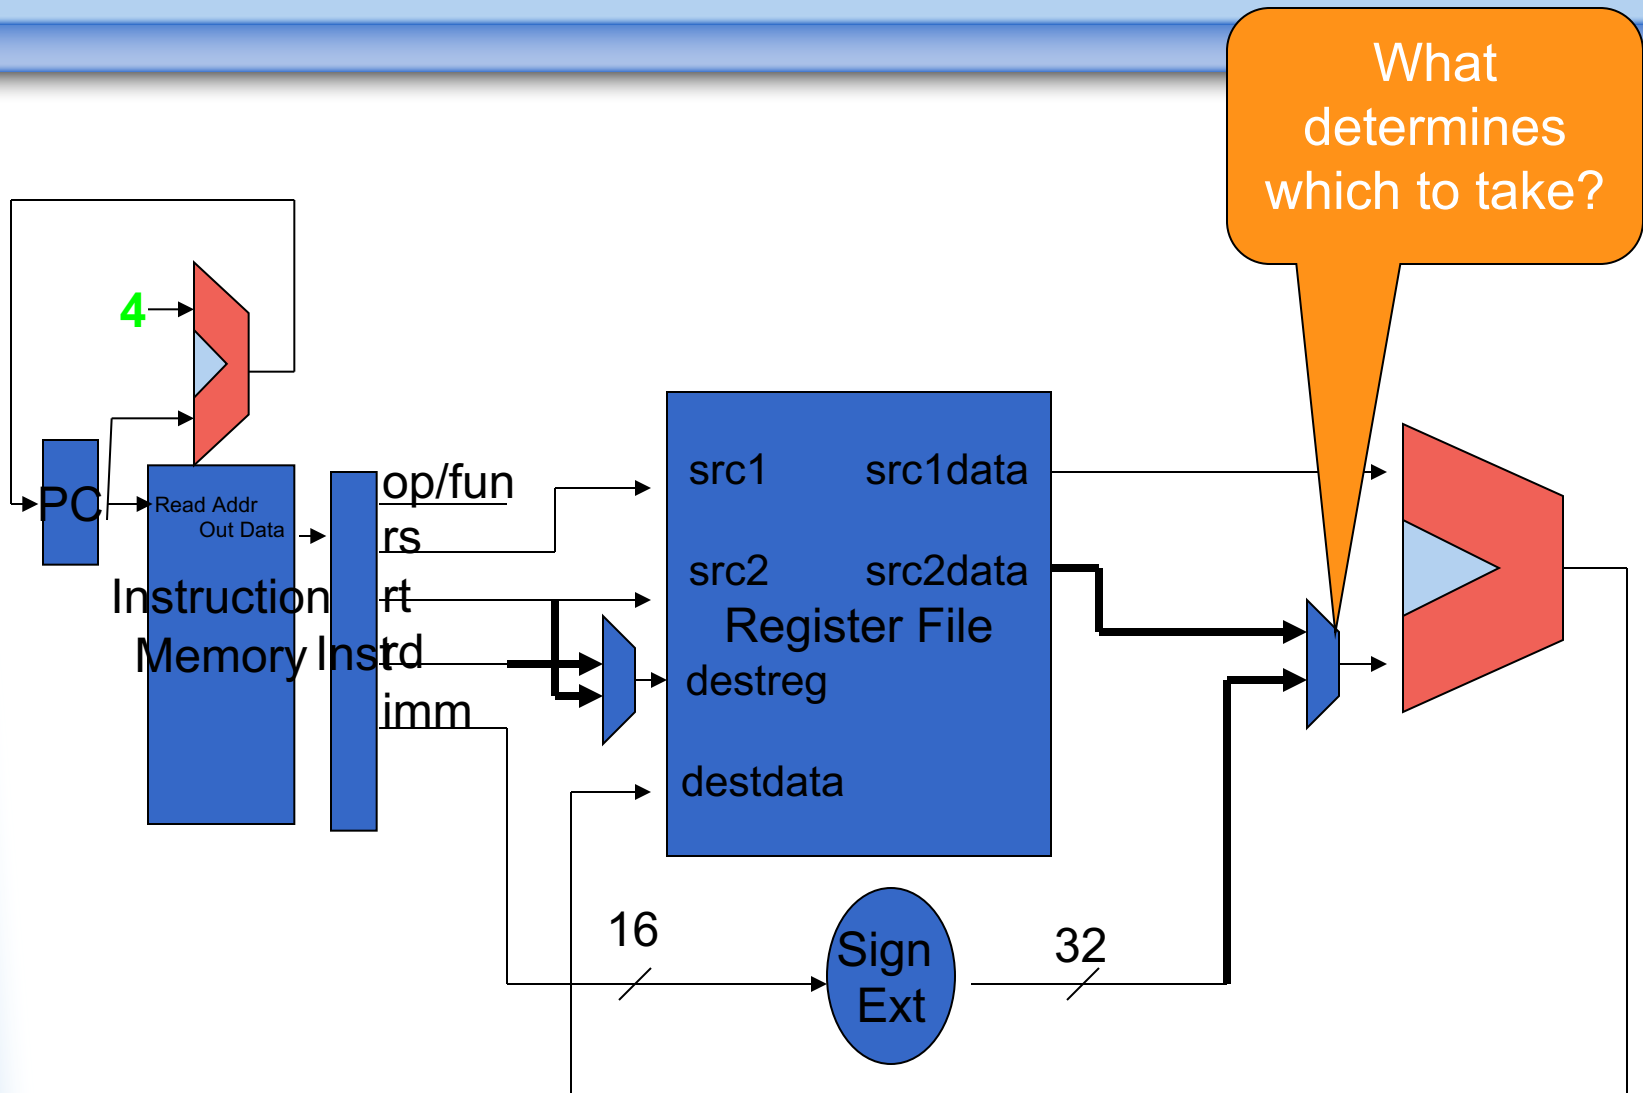 What
determines
which to take?
4
PC
Read Addr
Out Data
Instruction
Memory
Inst
op/fun
rs
rt
rd
imm
src1
src1data
src2
src2data
Register File
destreg
destdata
16
Sign
Ext
32